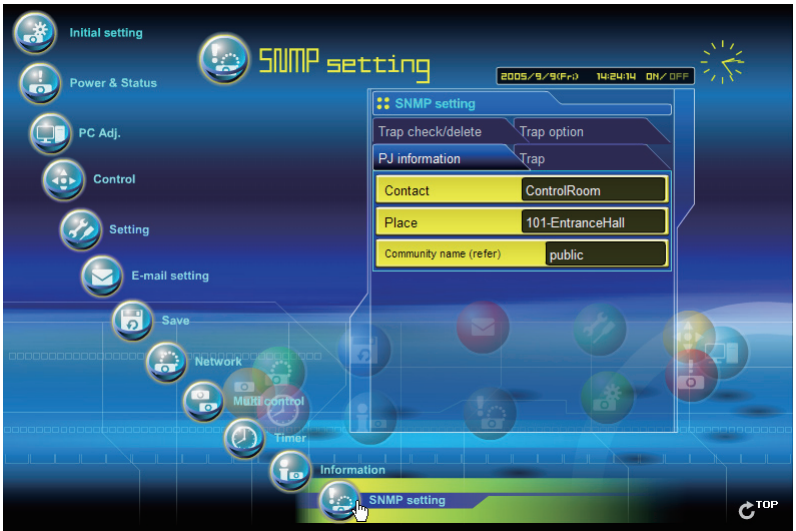 Initial setting
Power & Status
PC Adj.
Control
Setting
E-mail setting
Save
Network
Multi control
Timer
Information
SNMP setting
SNMP setting
2005/9/9(Fri) 14:24:14 ON/OFF
SNMP setting
Trap check/delete Trap option
PJ information Trap
Contact ControlRoom
Place 101-EntranceHall
Community name (refer) public
TOP